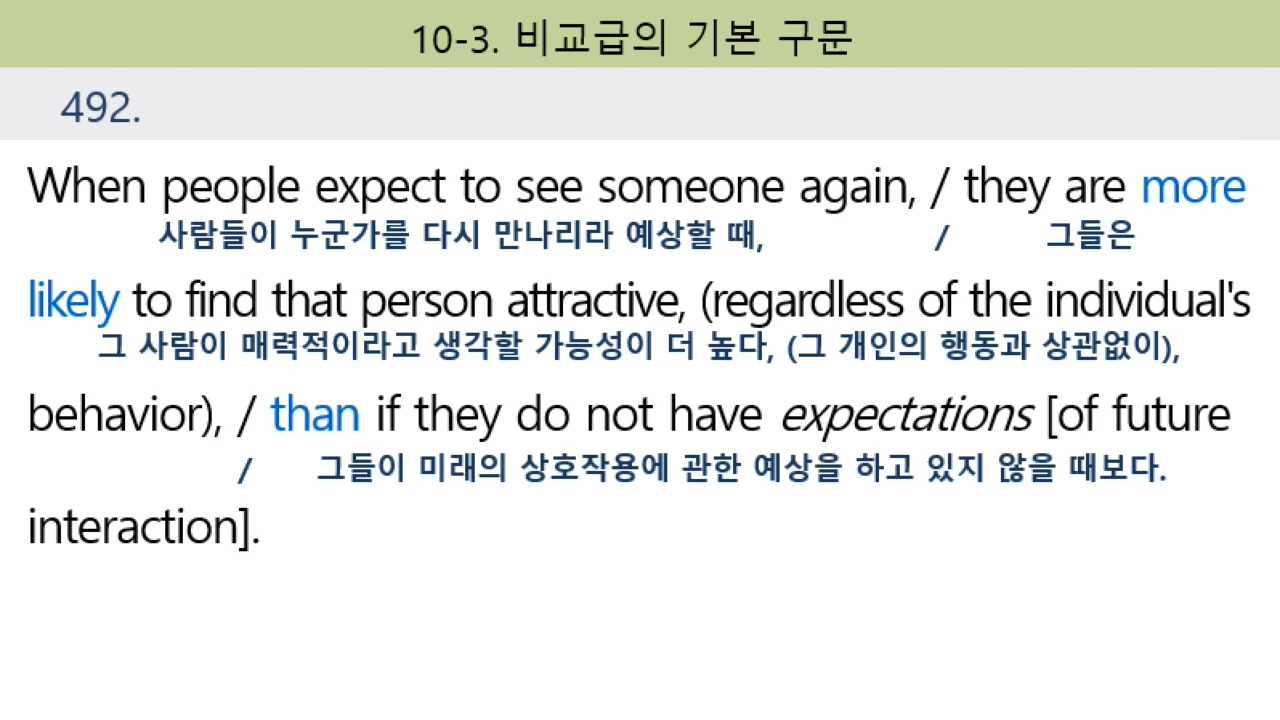 10-3. 비교급의 기본 구문
492.
When people expect to see someone again, / they are more
사람들이 누군가를 다시 만나리라 예상할 때, / 그들은
likely to find that person attractive, (regardless of the individual's
그 사람이 매력적이라고 생각할 가능성이 더 높다, (그 개인의 행동과 상관없이),
behavior), / than if they do not have expectations [of future
/ 그들이 미래의 상호작용에 관한 예상을 하고 있지 않을 때보다.
interaction].